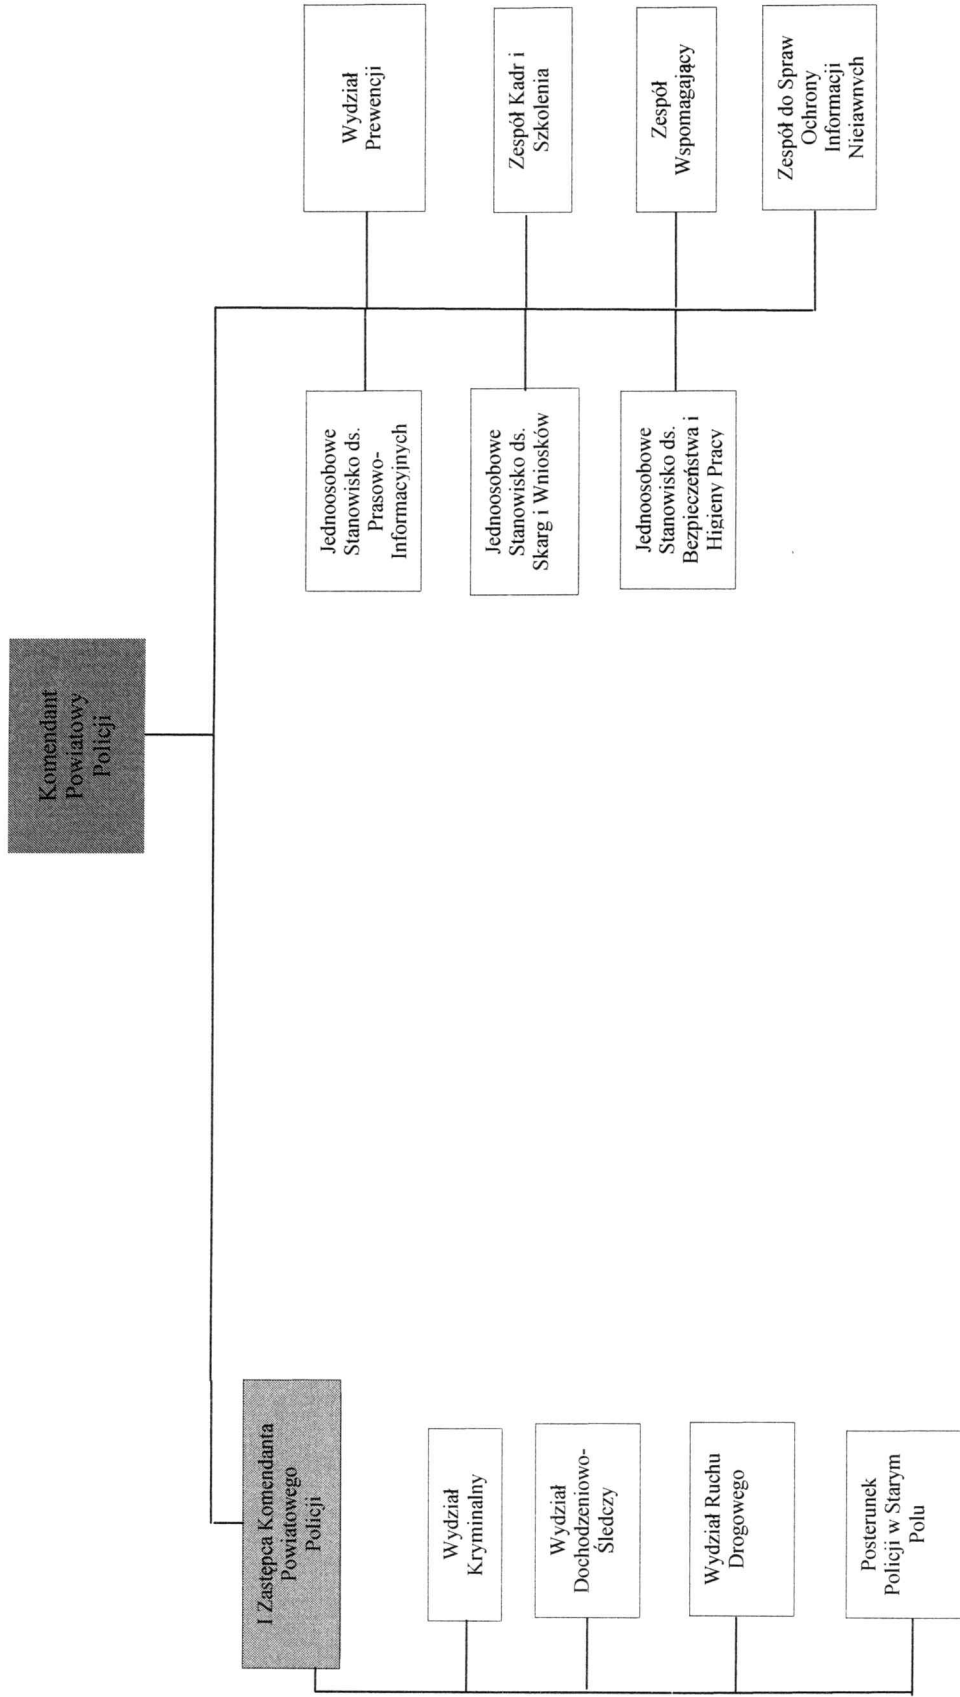 Komendant
Powiatowy
Policji
I Zastępca Komendanta
Powiatowego
Policji
Wydział
Kryminalny
Wydział
Dochodzeniowo-
Śledczy
Wydział Ruchu
Drogowego
Posterunek
Policji w Starym
Polu
Jednoosobowe
Stanowisko ds.
Prasowo-
Informacyjnych
Jednoosobowe
Stanowisko ds.
Skarg i Wniosków
Jednoosobowe
Stanowisko ds.
Bezpieczeństwa i
Higieny Pracy
Wydział
Prewencji
Zespół Kadr i
Szkolenia
Zespół
Wspomagający
Zespół do Spraw
Ochrony
Informacji
Niejawnych